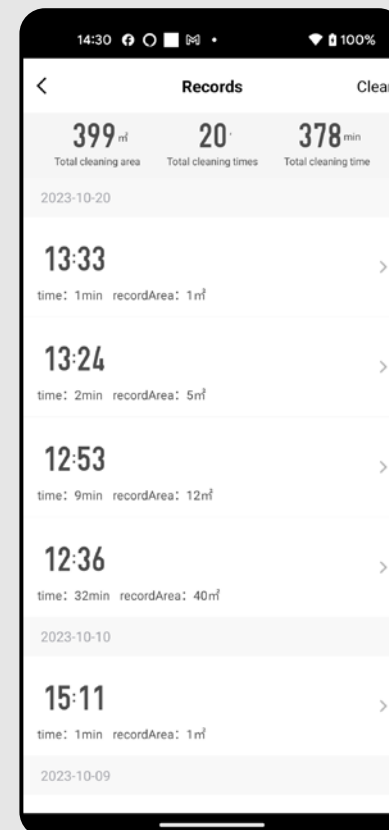 14:30 100%
Records Clear
399㎡ 20 378min
Total cleaning area Total cleaning times Total cleaning time
2023-10-20
13:33
time: 1min recordArea: 1㎡
13:24
time: 2min recordArea: 5㎡
12:53
time: 9min recordArea: 12㎡
12:36
time: 32min recordArea: 40㎡
2023-10-10
15:11
time: 1min recordArea: 1㎡
2023-10-09